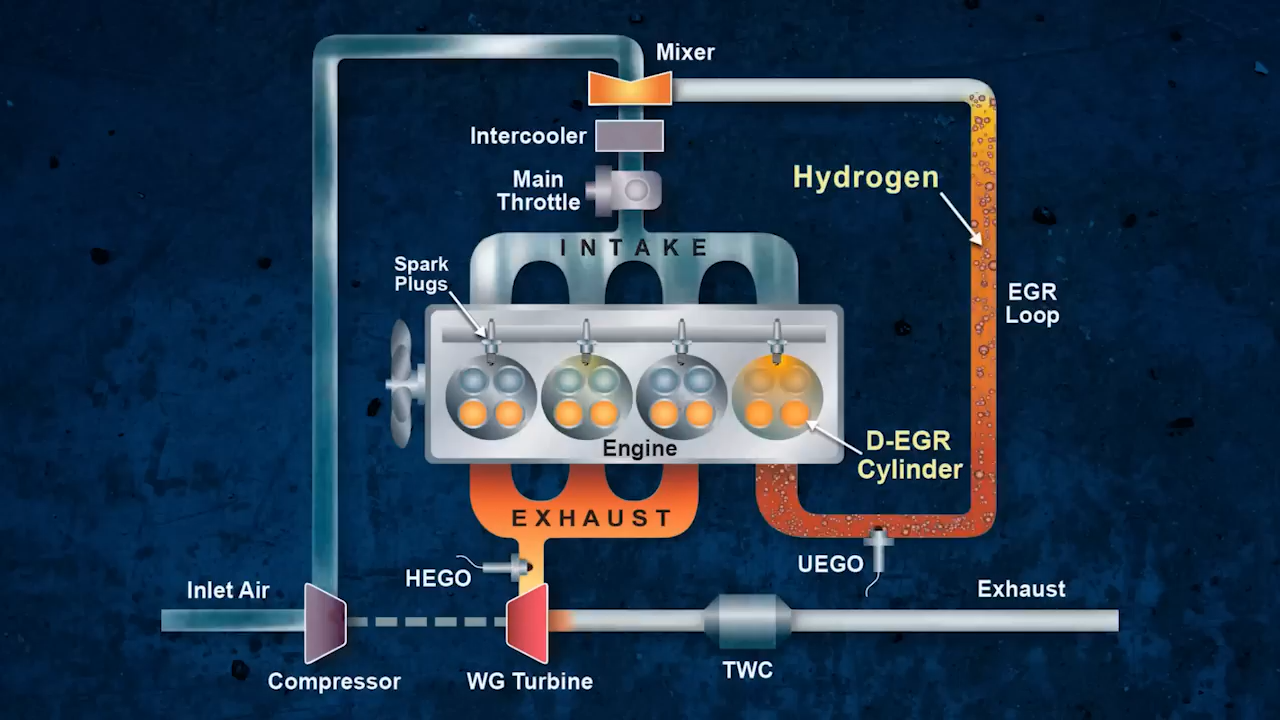 Mixer
Intercooler
Main
Throttle
Hydrogen
INTAKE
Spark
Plugs
EGR
Loop
Engine
D-EGR
Cylinder
EXHAUST
UEGO
HEGO
Inlet Air
Exhaust
TWC
Compressor
WG Turbine